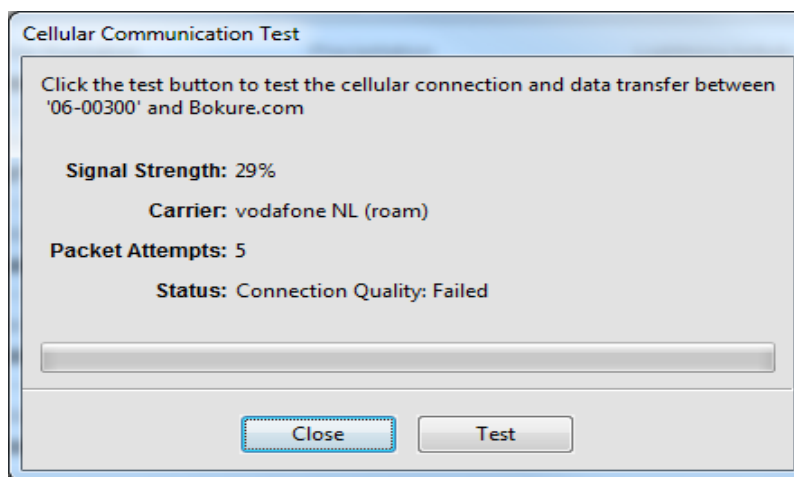 Cellular Communication Test
Click the test button to test the cellular connection and data transfer between
'06-00300' and Bokure.com
Signal Strength: 29%
Carrier: vodafone NL (roam)
Packet Attempts: 5
Status: Connection Quality: Failed
Close Test